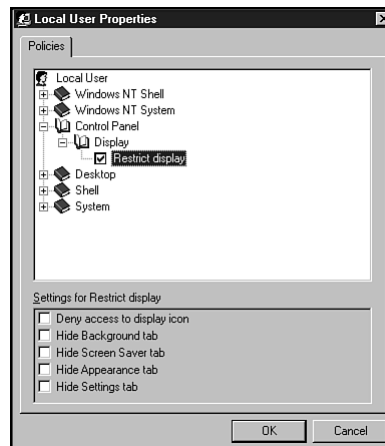 Local User Properties
Policies
Local User
Windows NT Shell
Windows NT System
Control Panel
Display
Restrict display
Desktop
Shell
System
Settings for Restrict display
Deny access to display icon
Hide Background tab
Hide Screen Saver tab
Hide Appearance tab
Hide Settings tab
OK Cancel